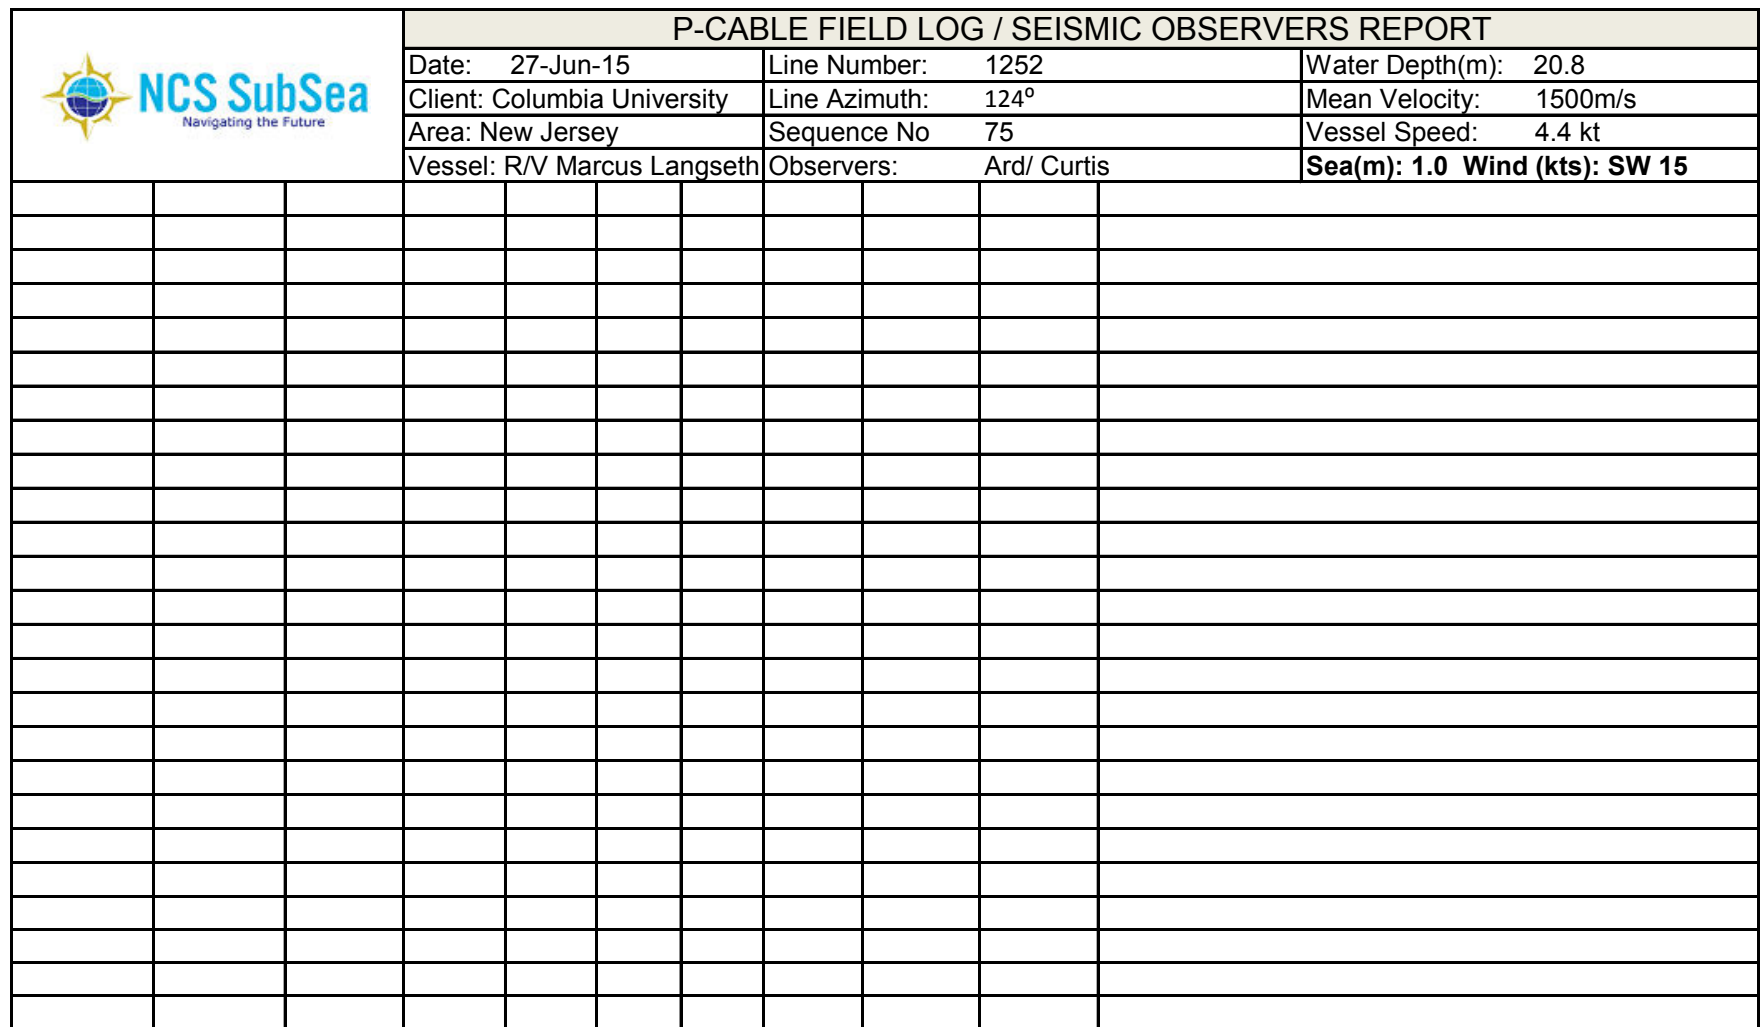 P-CABLE FIELD LOG / SEISMIC OBSERVERS REPORT
NCS SubSea
Navigating the Future
Date: 27-Jun-15 Line Number: 1252 Water Depth(m): 20.8
Client: Columbia University Line Azimuth: 124º Mean Velocity: 1500m/s
Area: New Jersey Sequence No 75 Vessel Speed: 4.4 kt
Vessel: R/V Marcus Langseth Observers: Ard/ Curtis Sea(m): 1.0 Wind (kts): SW 15